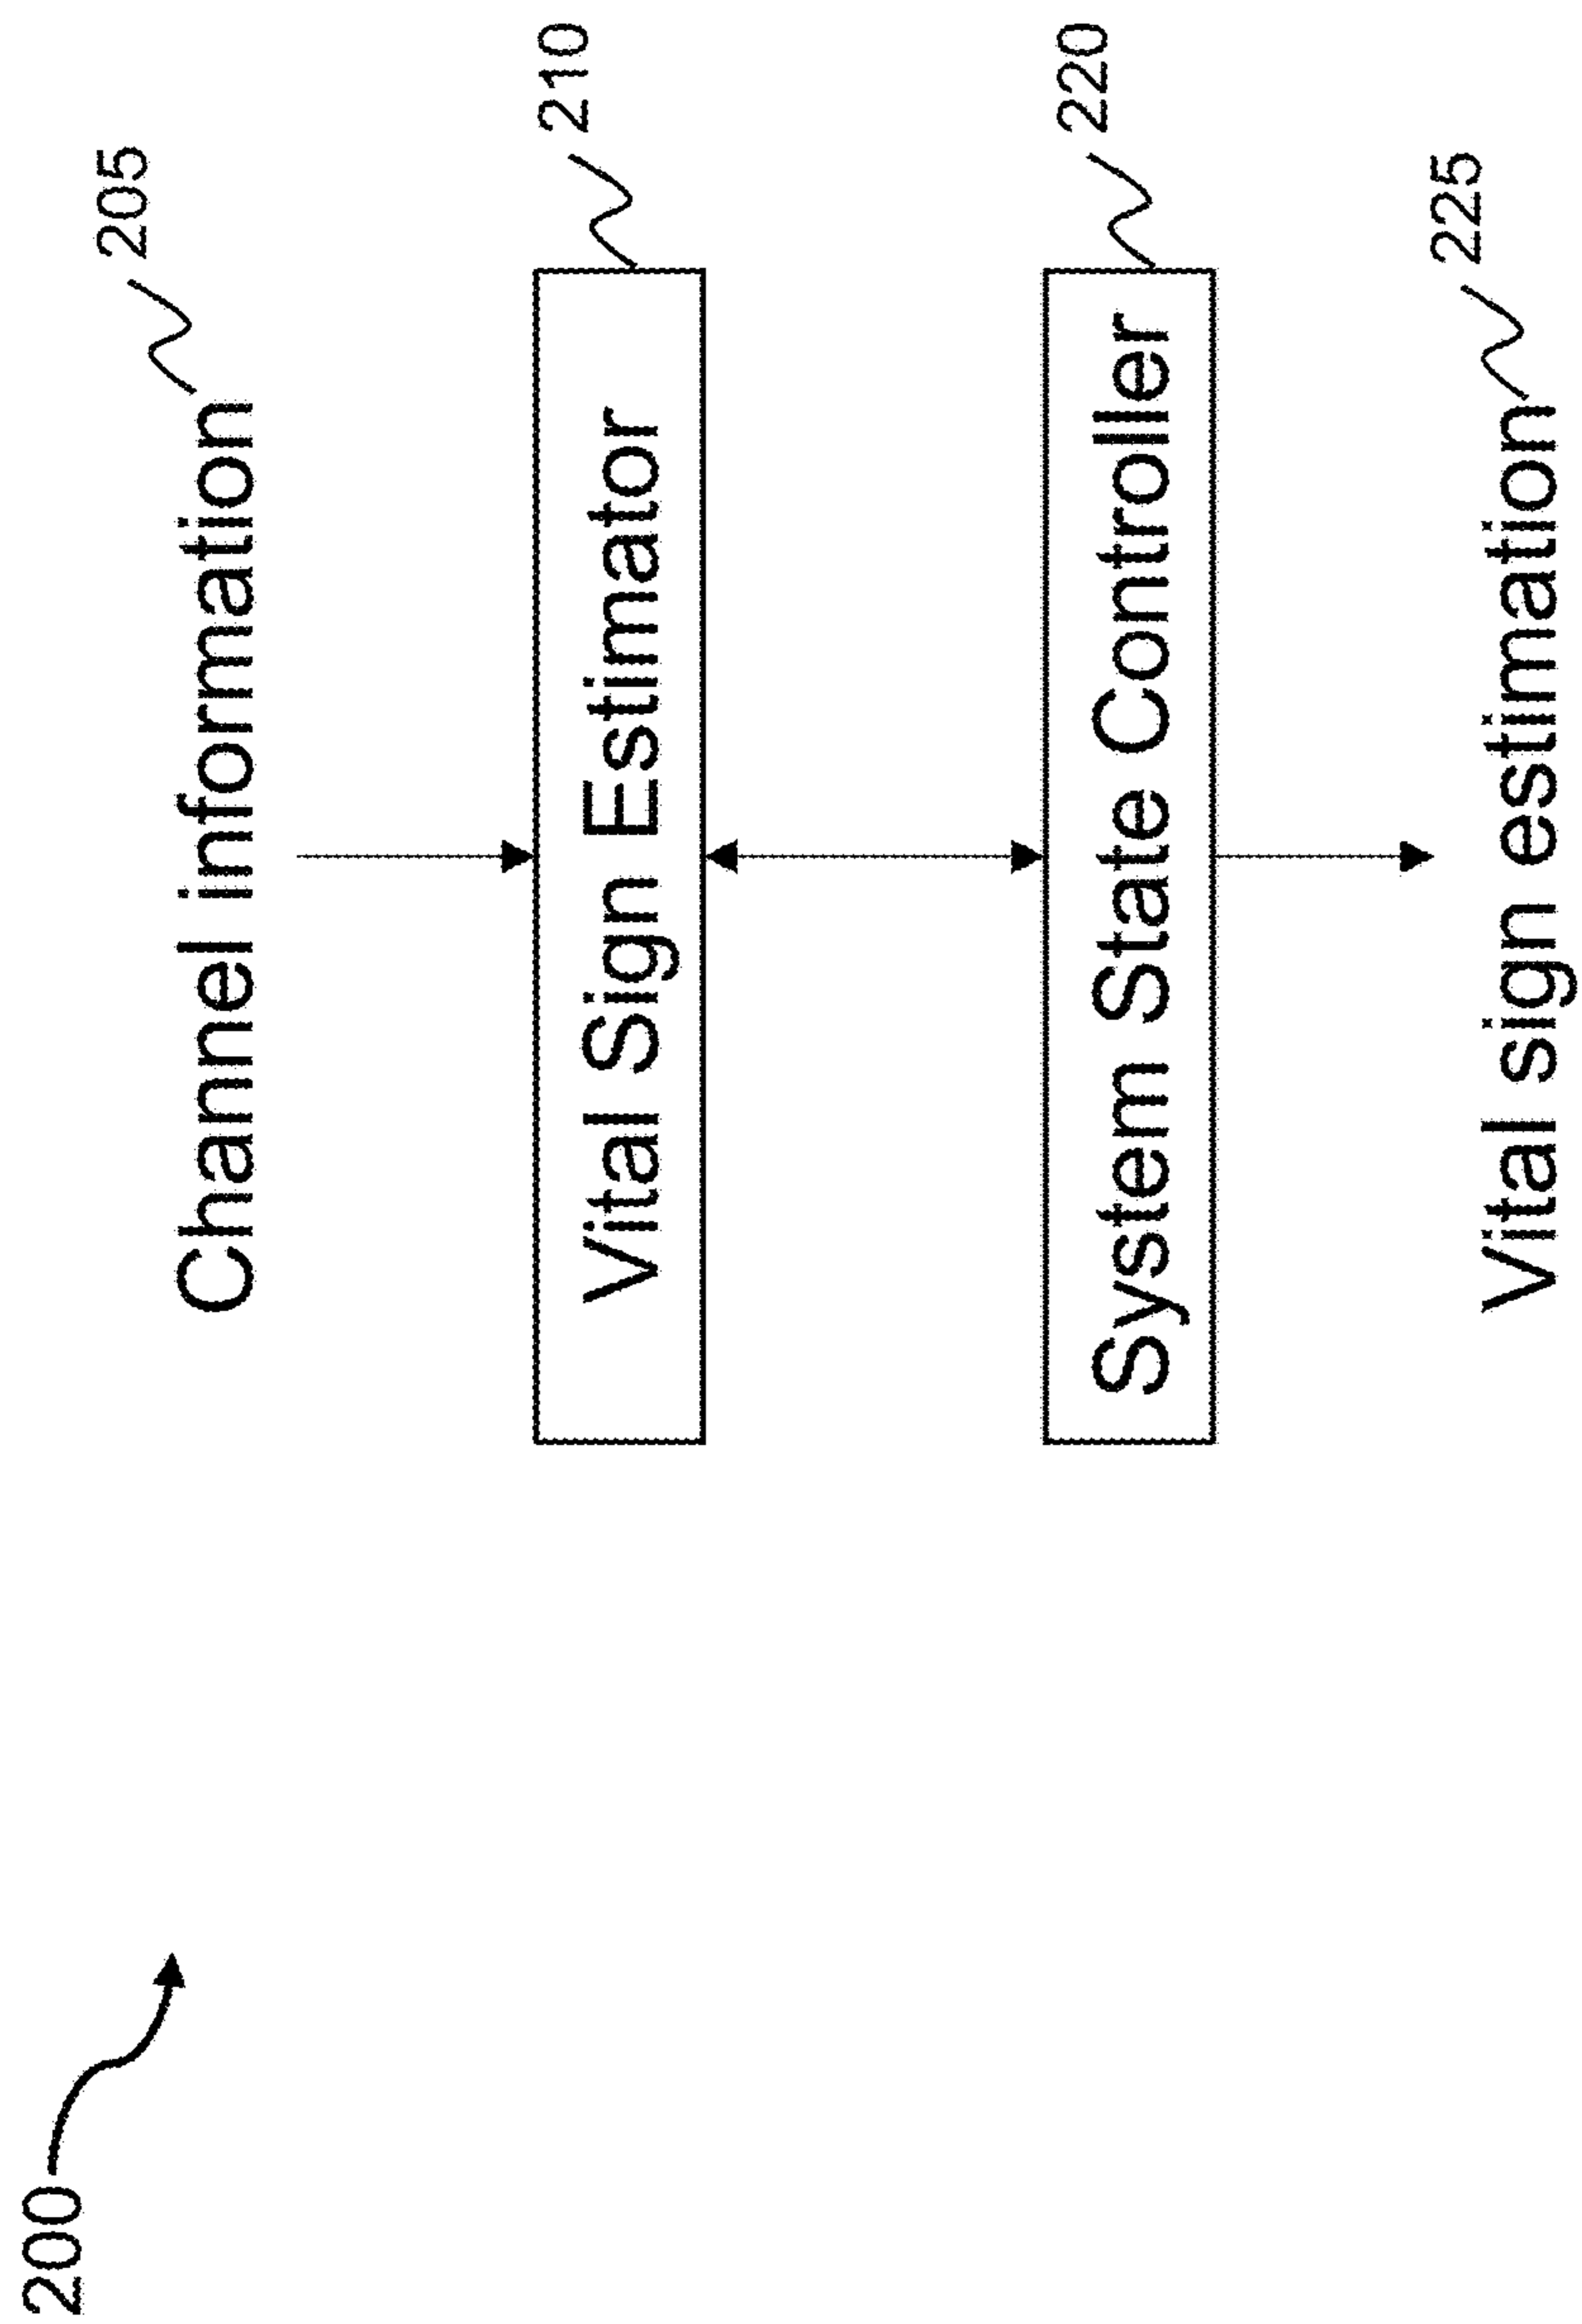 200
Channel information
205
Vital Sign Estimator
210
System State Controller
220
Vital sign estimation
225